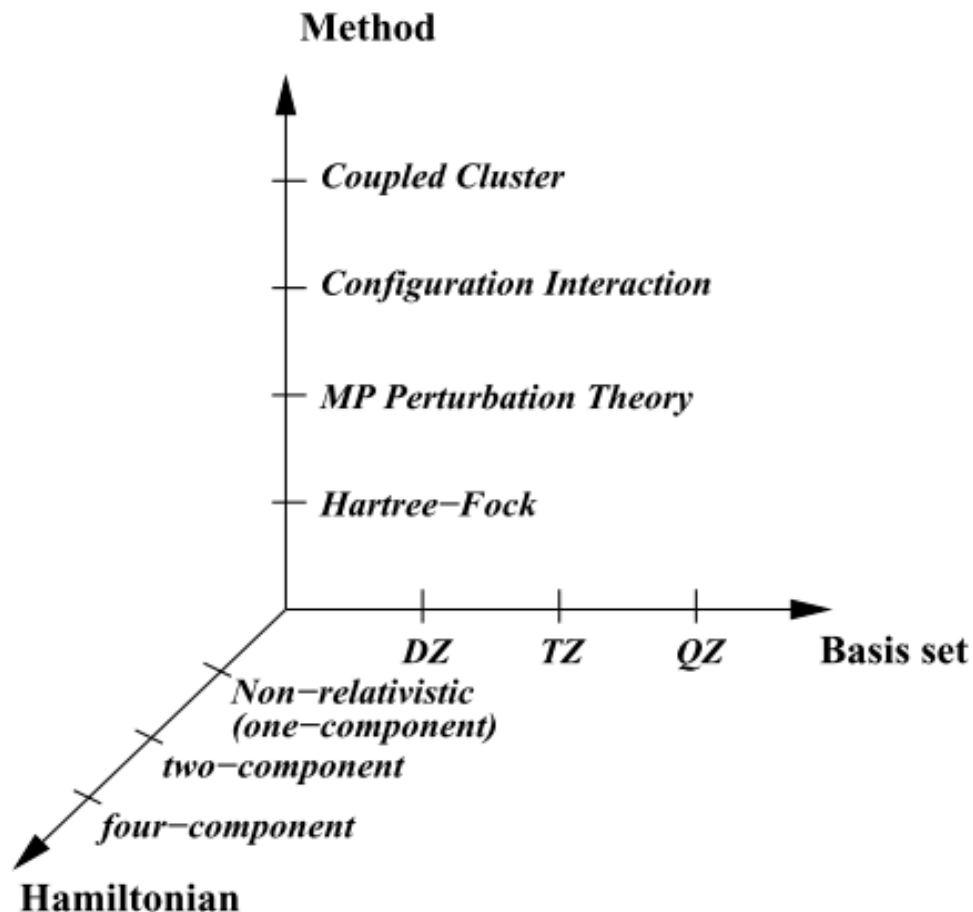 Method
Coupled Cluster
Configuration Interaction
MP Perturbation Theory
Hartree−Fock
DZ
TZ
QZ
Basis set
Non−relativistic
(one−component)
two−component
four−component
Hamiltonian